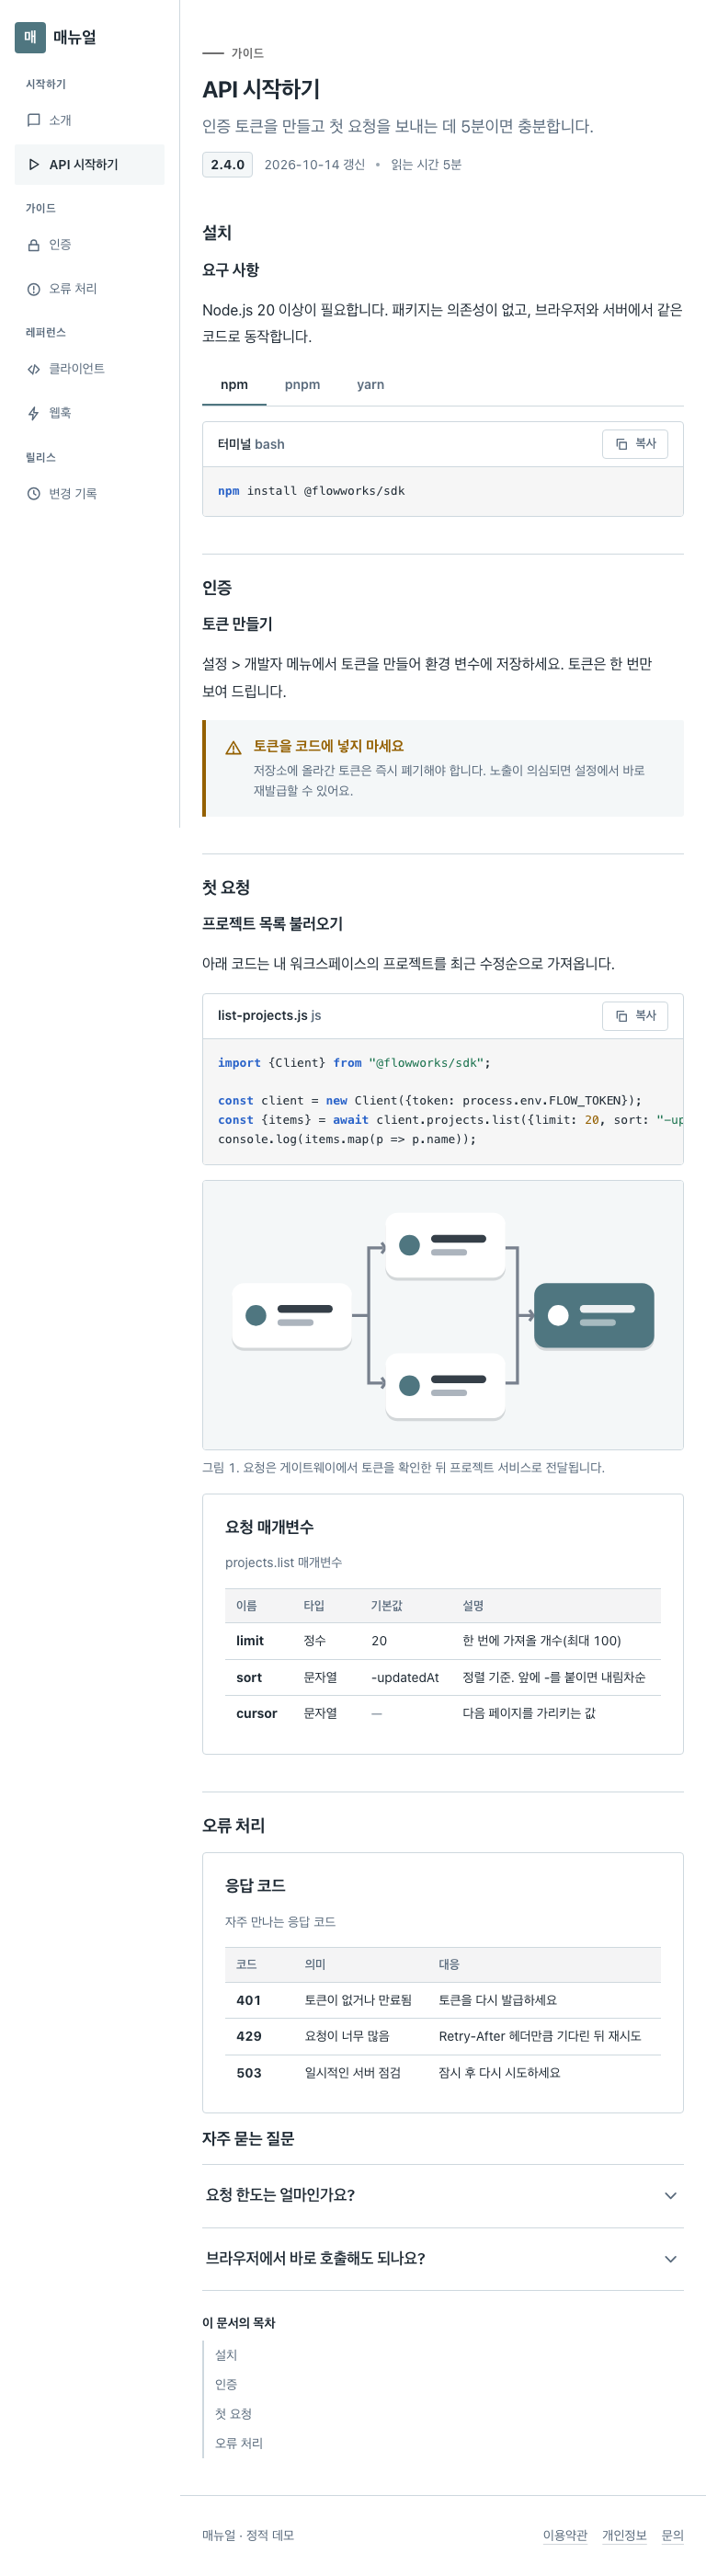 매 매뉴얼
시작하기
소개
API 시작하기
가이드
인증
오류 처리
레퍼런스
클라이언트
웹훅
릴리스
변경 기록
가이드
API 시작하기
인증 토큰을 만들고 첫 요청을 보내는 데 5분이면 충분합니다.
2.4.0 2026-10-14 갱신 • 읽는 시간 5분
설치
요구 사항
Node.js 20 이상이 필요합니다. 패키지는 의존성이 없고, 브라우저와 서버에서 같은
코드로 동작합니다.
npm pnpm yarn
터미널 bash 복사
npm install @flowworks/sdk
인증
토큰 만들기
설정 > 개발자 메뉴에서 토큰을 만들어 환경 변수에 저장하세요. 토큰은 한 번만
보여 드립니다.
토큰을 코드에 넣지 마세요
저장소에 올라간 토큰은 즉시 폐기해야 합니다. 노출이 의심되면 설정에서 바로
재발급할 수 있어요.
첫 요청
프로젝트 목록 불러오기
아래 코드는 내 워크스페이스의 프로젝트를 최근 수정순으로 가져옵니다.
list-projects.js js 복사
import {Client} from "@flowworks/sdk";
const client = new Client({token: process.env.FLOW_TOKEN});
const {items} = await client.projects.list({limit: 20, sort: "-up
console.log(items.map(p => p.name));
그림 1. 요청은 게이트웨이에서 토큰을 확인한 뒤 프로젝트 서비스로 전달됩니다.
요청 매개변수
projects.list 매개변수
이름 타입 기본값 설명
limit 정수 20 한 번에 가져올 개수(최대 100)
sort 문자열 -updatedAt 정렬 기준. 앞에 -를 붙이면 내림차순
cursor 문자열 — 다음 페이지를 가리키는 값
오류 처리
응답 코드
자주 만나는 응답 코드
코드 의미 대응
401 토큰이 없거나 만료됨 토큰을 다시 발급하세요
429 요청이 너무 많음 Retry-After 헤더만큼 기다린 뒤 재시도
503 일시적인 서버 점검 잠시 후 다시 시도하세요
자주 묻는 질문
요청 한도는 얼마인가요?
브라우저에서 바로 호출해도 되나요?
이 문서의 목차
설치
인증
첫 요청
오류 처리
매뉴얼 · 정적 데모 이용약관 개인정보 문의